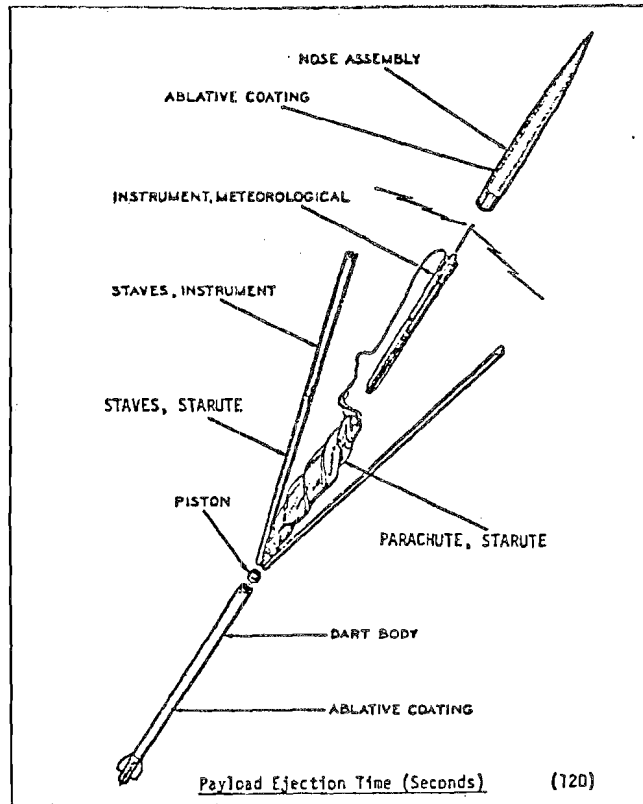 NOSE ASSEMBLY
ABLATIVE COATING
INSTRUMENT, METEOROLOGICAL
STAVES, INSTRUMENT
STAVES, STARUTE
PISTON
PARACHUTE, STARUTE
DART BODY
ABLATIVE COATING
Payload Ejection Time (Seconds) (120)